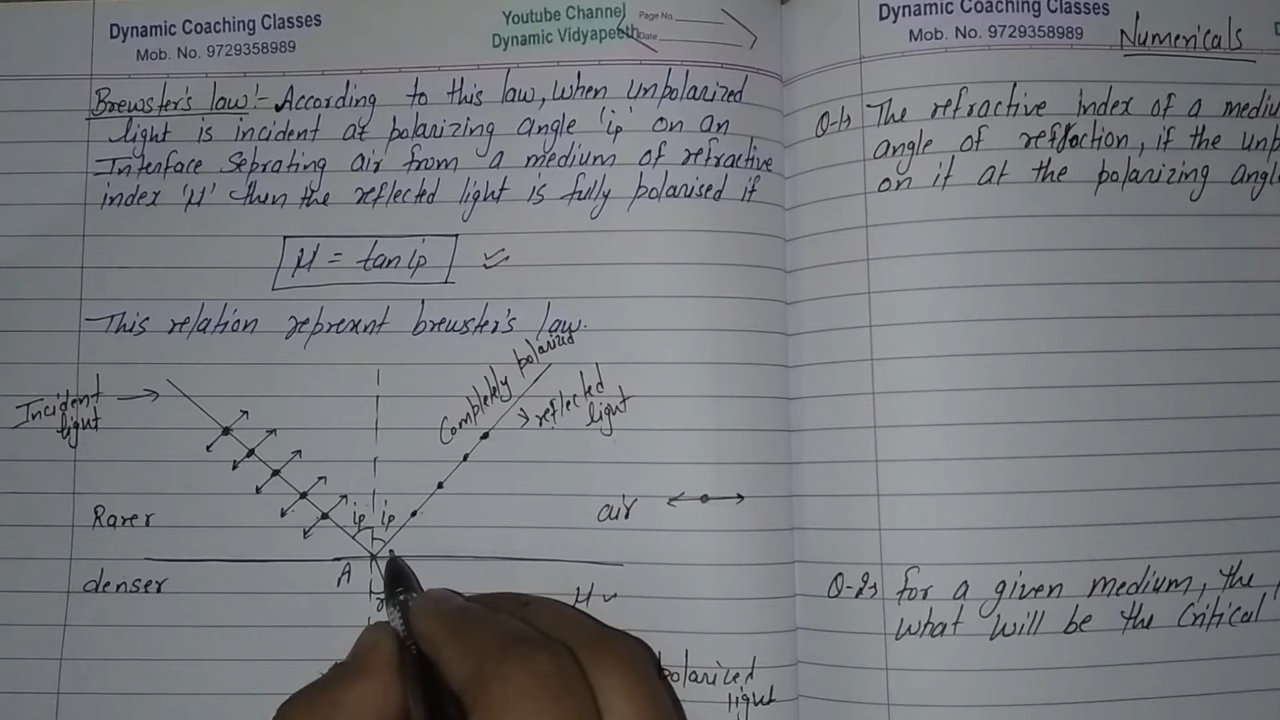 Dynamic Coaching Classes
Mob. No. 9729358989
Youtube Channel
Dynamic Vidyapeeth
Page No.
Date
Brewster's law:- According to this law, when unpolarized
light is incident at polarizing angle 'ip' on an
Interface Seprating air from a medium of refractive
index 'μ' then the reflected light is fully polarised if
μ = tan ip
This relation reprexnt brewster's law.
Incident
light
Completely polarized
reflected
light
ip ip
Rarer
air
A
denser
r
μ
polarized
light
Dynamic Coaching Classes
Mob. No. 9729358989
Numericals
Q-1) The refractive index of a mediu
angle of refraction, if the unp
on it at the polarizing angl
Q-2) for a given medium, the
what will be the Critical